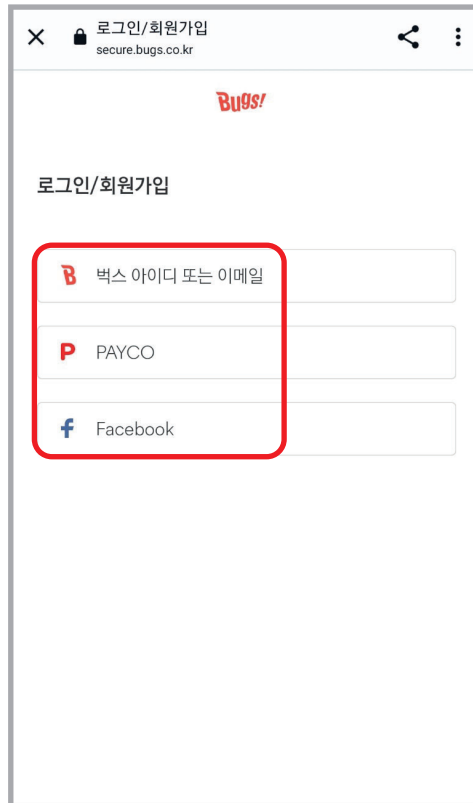 로그인/회원가입
secure.bugs.co.kr
Bugs!
로그인/회원가입
벅스 아이디 또는 이메일
PAYCO
Facebook